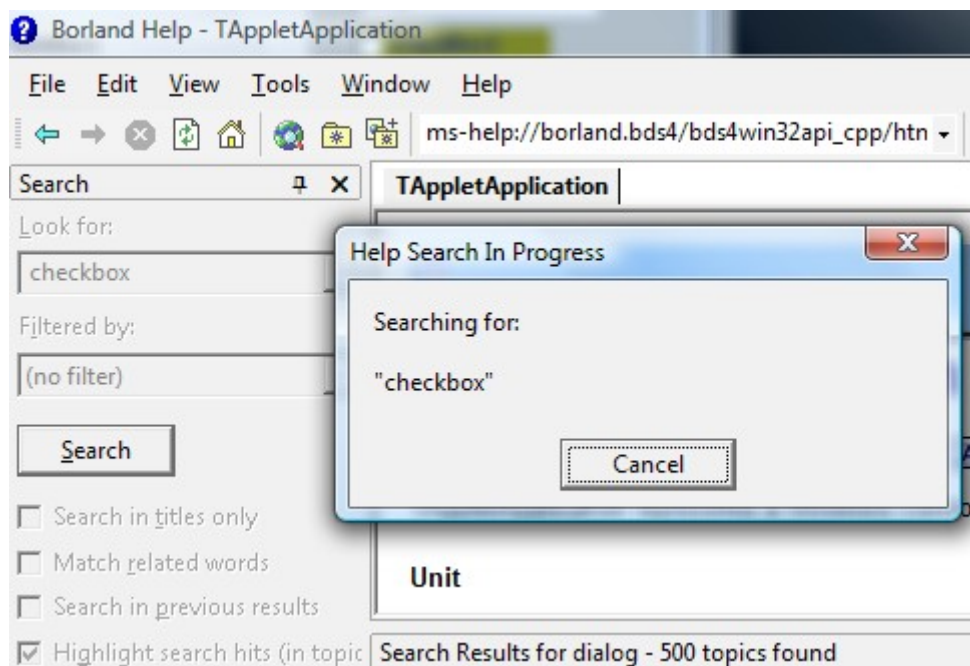 Borland Help - TAppletApplication
File Edit View Tools Window Help
ms-help://borland.bds4/bds4win32api_cpp/htn
Search
TAppletApplication
Look for:
checkbox
Filtered by:
(no filter)
Search
Search in titles only
Match related words
Search in previous results
Highlight search hits (in topic
Help Search In Progress
Searching for:
"checkbox"
Cancel
Unit
Search Results for dialog - 500 topics found